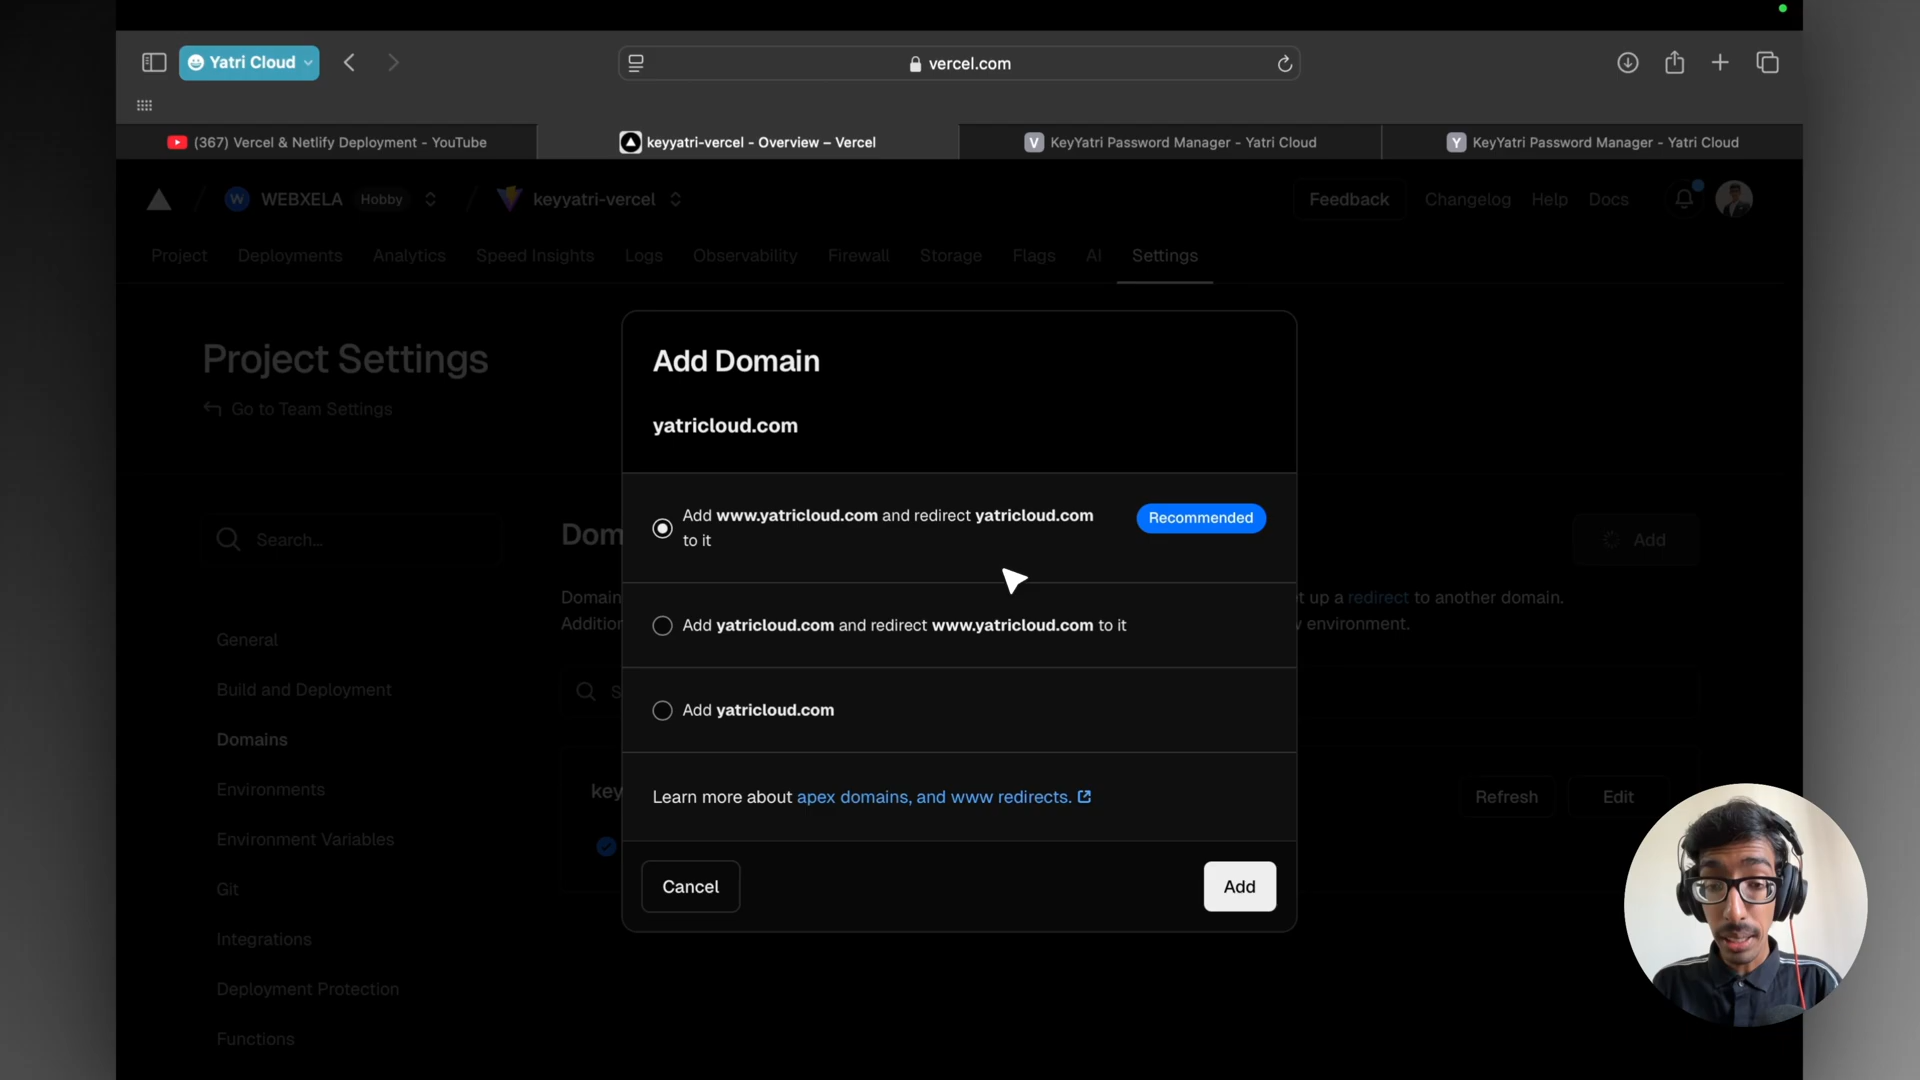 Yatri Cloud
vercel.com
(367) Vercel & Netlify Deployment - YouTube
keyyatri-vercel - Overview – Vercel
V KeyYatri Password Manager - Yatri Cloud
Y KeyYatri Password Manager - Yatri Cloud
W WEBXELA Hobby
keyyatri-vercel
Feedback
Changelog
Help
Docs
Project
Deployments
Analytics
Speed Insights
Logs
Observability
Firewall
Storage
Flags
AI
Settings
Project Settings
Go to Team Settings
Search...
General
Build and Deployment
Domains
Environments
Environment Variables
Git
Integrations
Deployment Protection
Functions
Dom
Add
Domain
t up a redirect to another domain.
Addition
environment.
S
key
Refresh
Edit
Add Domain
yatricloud.com
Add www.yatricloud.com and redirect yatricloud.com
to it
Recommended
Add yatricloud.com and redirect www.yatricloud.com to it
Add yatricloud.com
Learn more about apex domains, and www redirects.
Cancel
Add